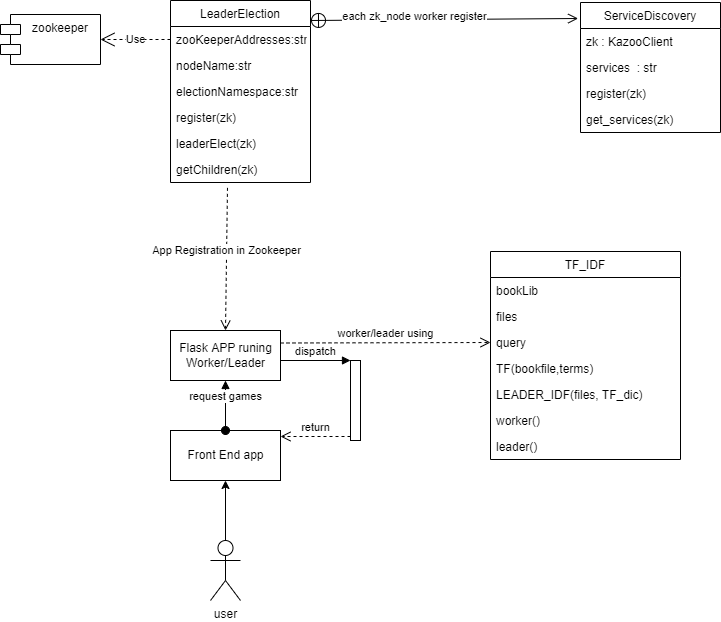 zookeeper
Use
LeaderElection
zooKeeperAddresses:str
nodeName:str
electionNamespace:str
register(zk)
leaderElect(zk)
getChildren(zk)
each zk_node worker register
ServiceDiscovery
zk : KazooClient
services : str
register(zk)
get_services(zk)
App Registration in Zookeeper
TF_IDF
bookLib
files
query
TF(bookfile,terms)
LEADER_IDF(files, TF_dic)
worker()
leader()
worker/leader using
Flask APP runing
Worker/Leader
dispatch
request games
return
Front End app
user